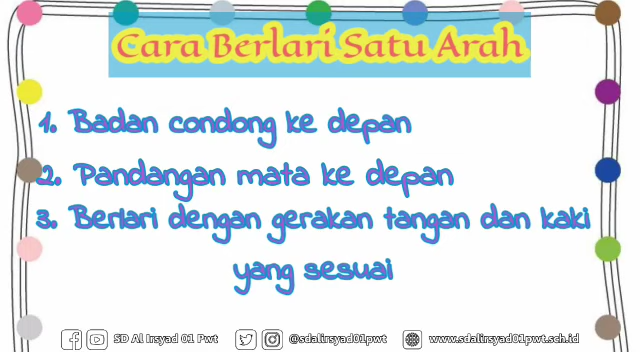 Cara Berlari Satu Arah
1. Badan condong ke depan
2. Pandangan mata ke depan
3. Berlari dengan gerakan tangan dan kaki
yang sesuai
SD Al Irsyad 01 Pwt @sdalirsyad01pwt www.sdalirsyad01pwt.sch.id